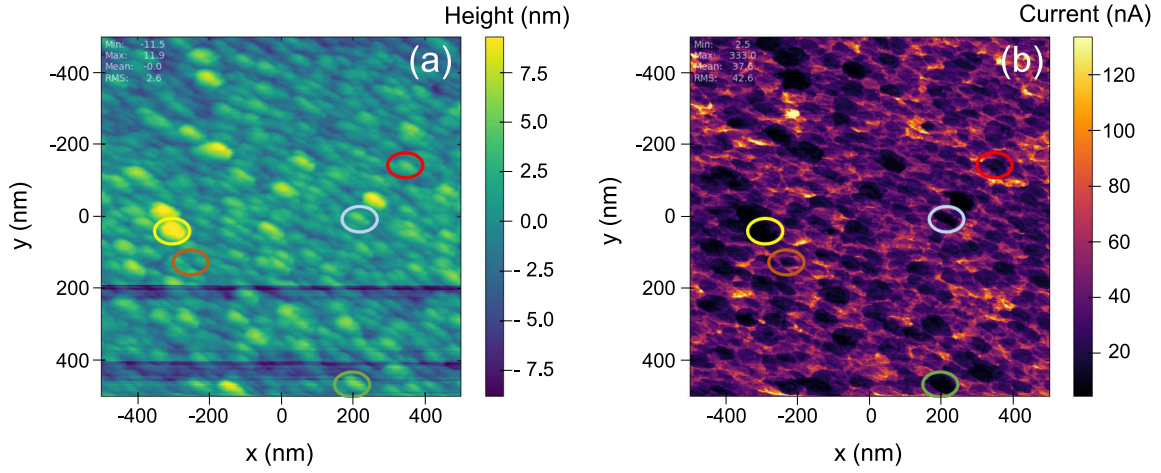 Height (nm)
Current (nA)
Min: -11.5
Max: 11.9
Mean: -0.0
RMS: 2.6
(a)
Min: 2.5
Max: 333.0
Mean: 37.6
RMS: 42.6
(b)
-400
-200
0
200
400
y (nm)
-400 -200 0 200 400
x (nm)
7.5
5.0
2.5
0.0
- 2.5
- 5.0
- 7.5
-400
-200
0
200
400
y (nm)
-400 -200 0 200 400
x (nm)
120
100
80
60
40
20